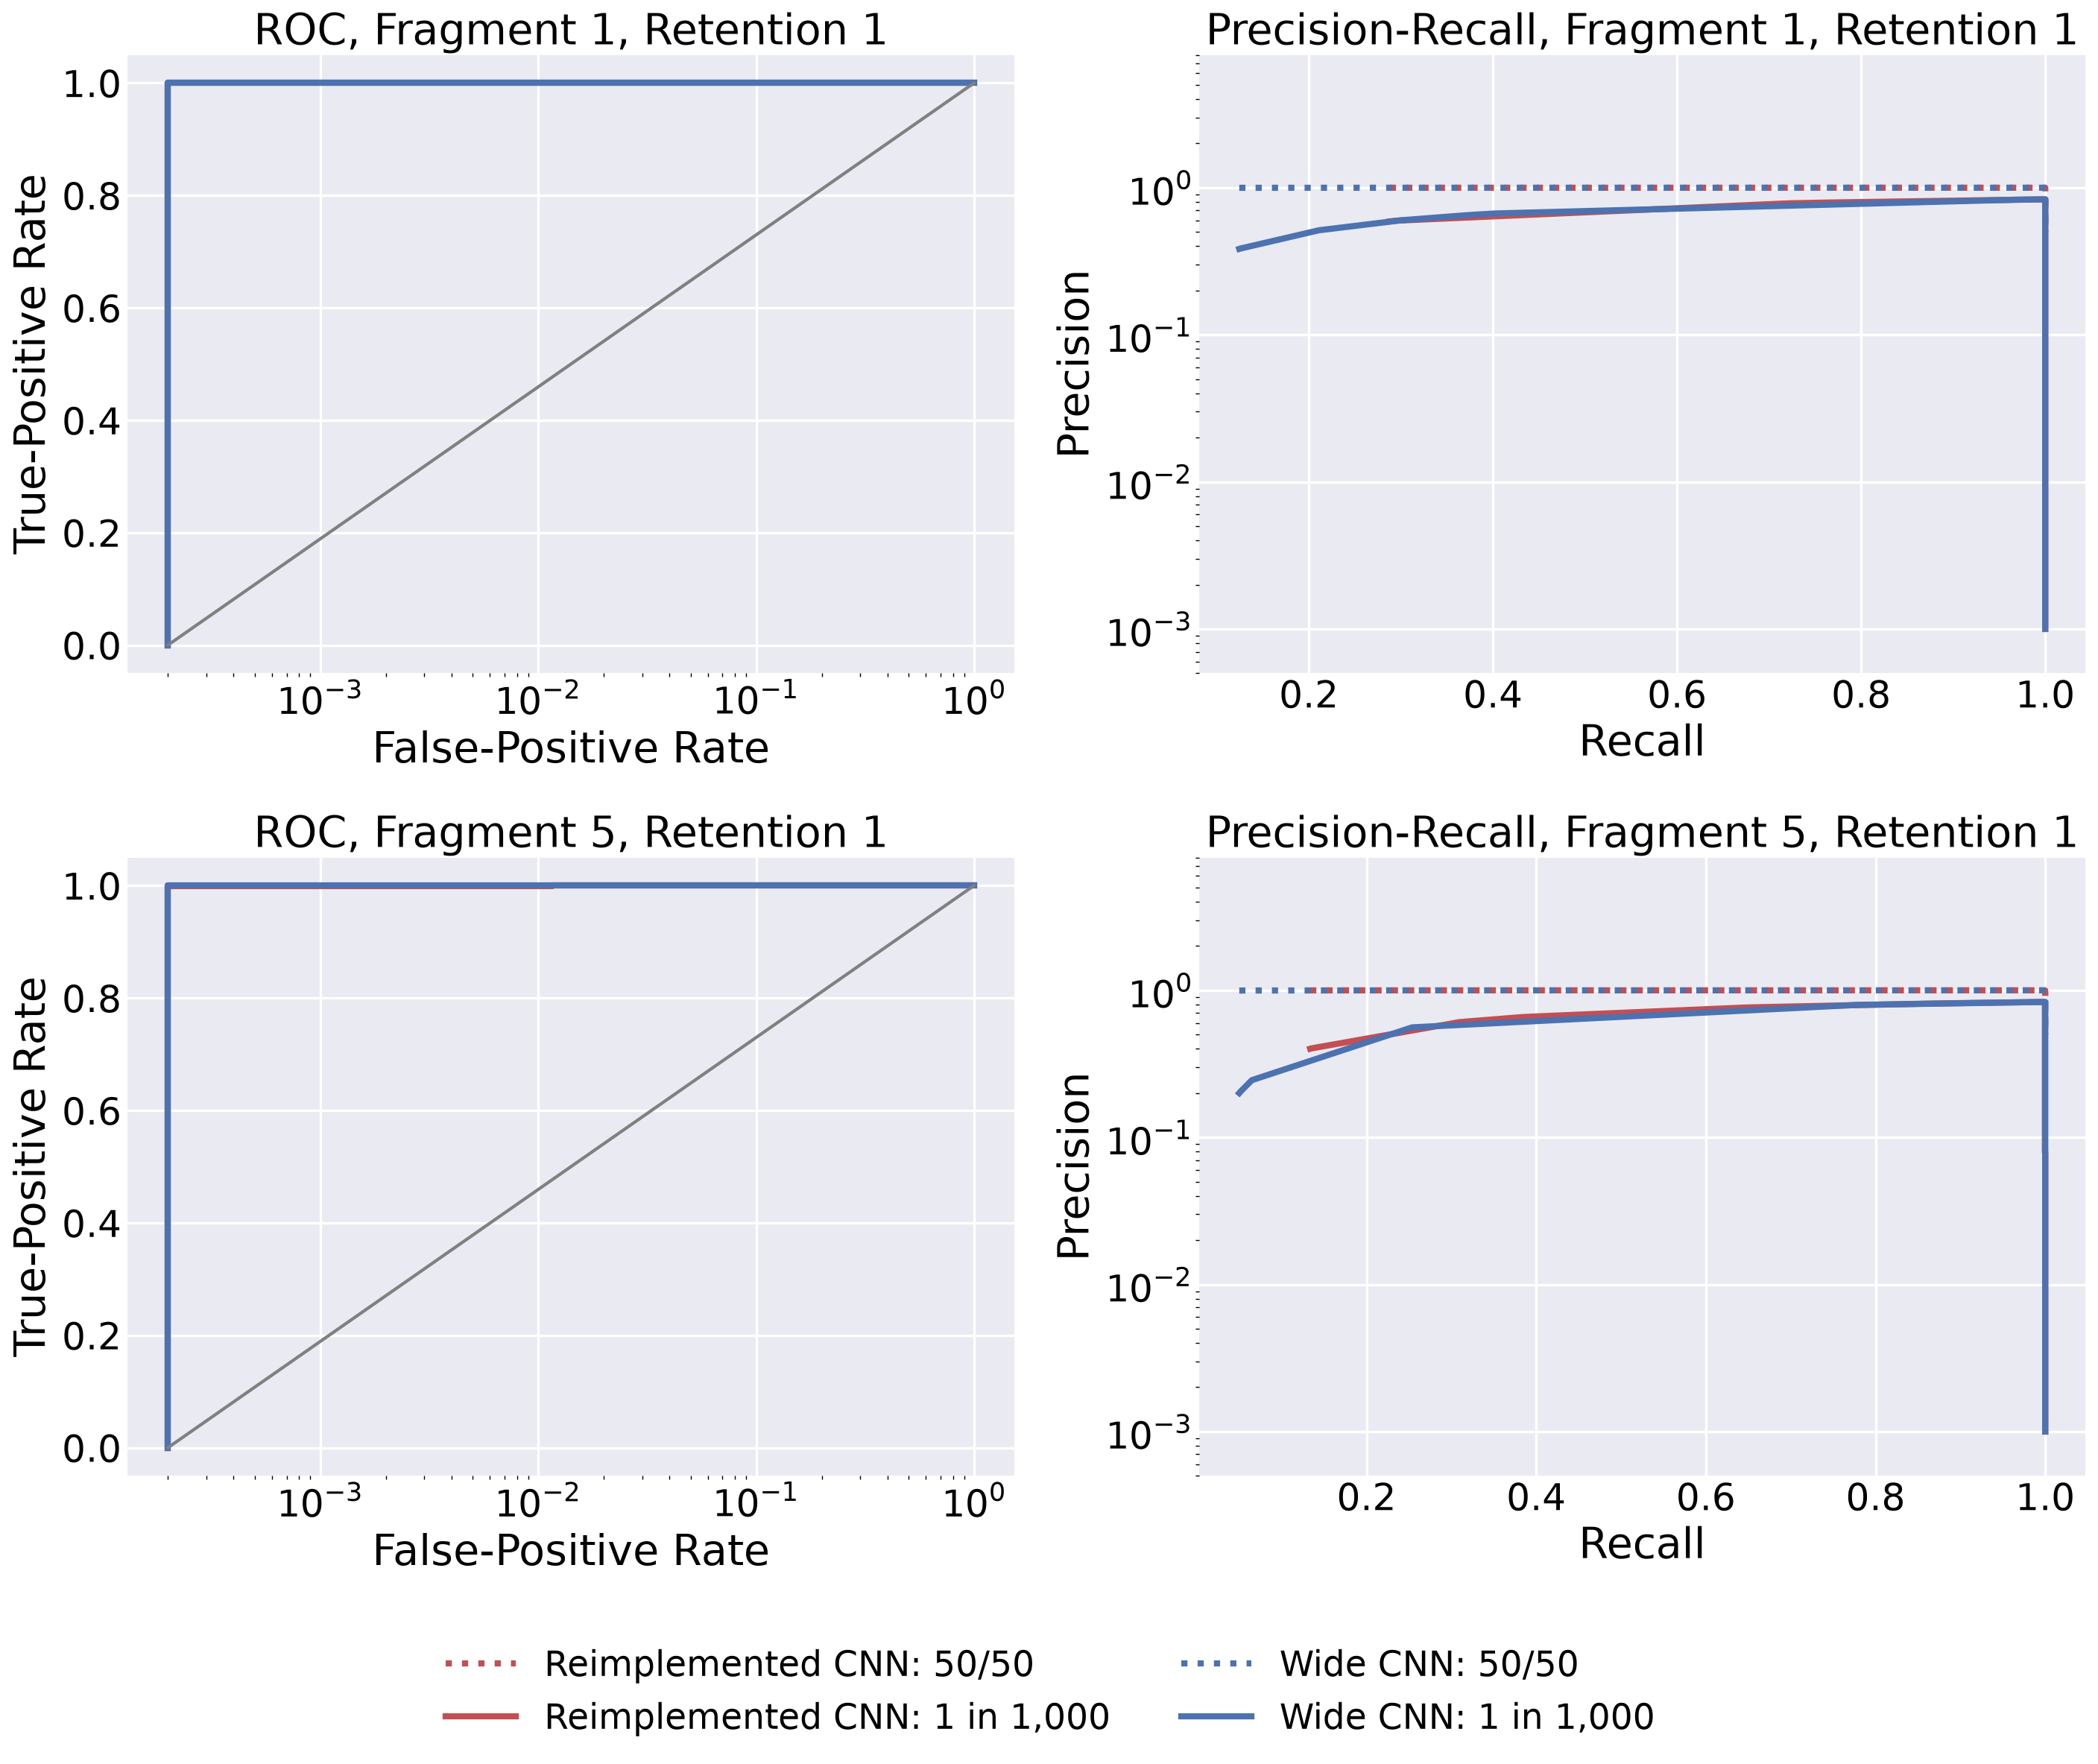 ROC, Fragment 1, Retention 1
True-Positive Rate
1.0
0.8
0.6
0.4
0.2
0.0
10⁻³ 10⁻² 10⁻¹ 10⁰
False-Positive Rate
Precision-Recall, Fragment 1, Retention 1
Precision
10⁰
10⁻¹
10⁻²
10⁻³
0.2 0.4 0.6 0.8 1.0
Recall
ROC, Fragment 5, Retention 1
True-Positive Rate
1.0
0.8
0.6
0.4
0.2
0.0
10⁻³ 10⁻² 10⁻¹ 10⁰
False-Positive Rate
Precision-Recall, Fragment 5, Retention 1
Precision
10⁰
10⁻¹
10⁻²
10⁻³
0.2 0.4 0.6 0.8 1.0
Recall
Reimplemented CNN: 50/50
Reimplemented CNN: 1 in 1,000
Wide CNN: 50/50
Wide CNN: 1 in 1,000